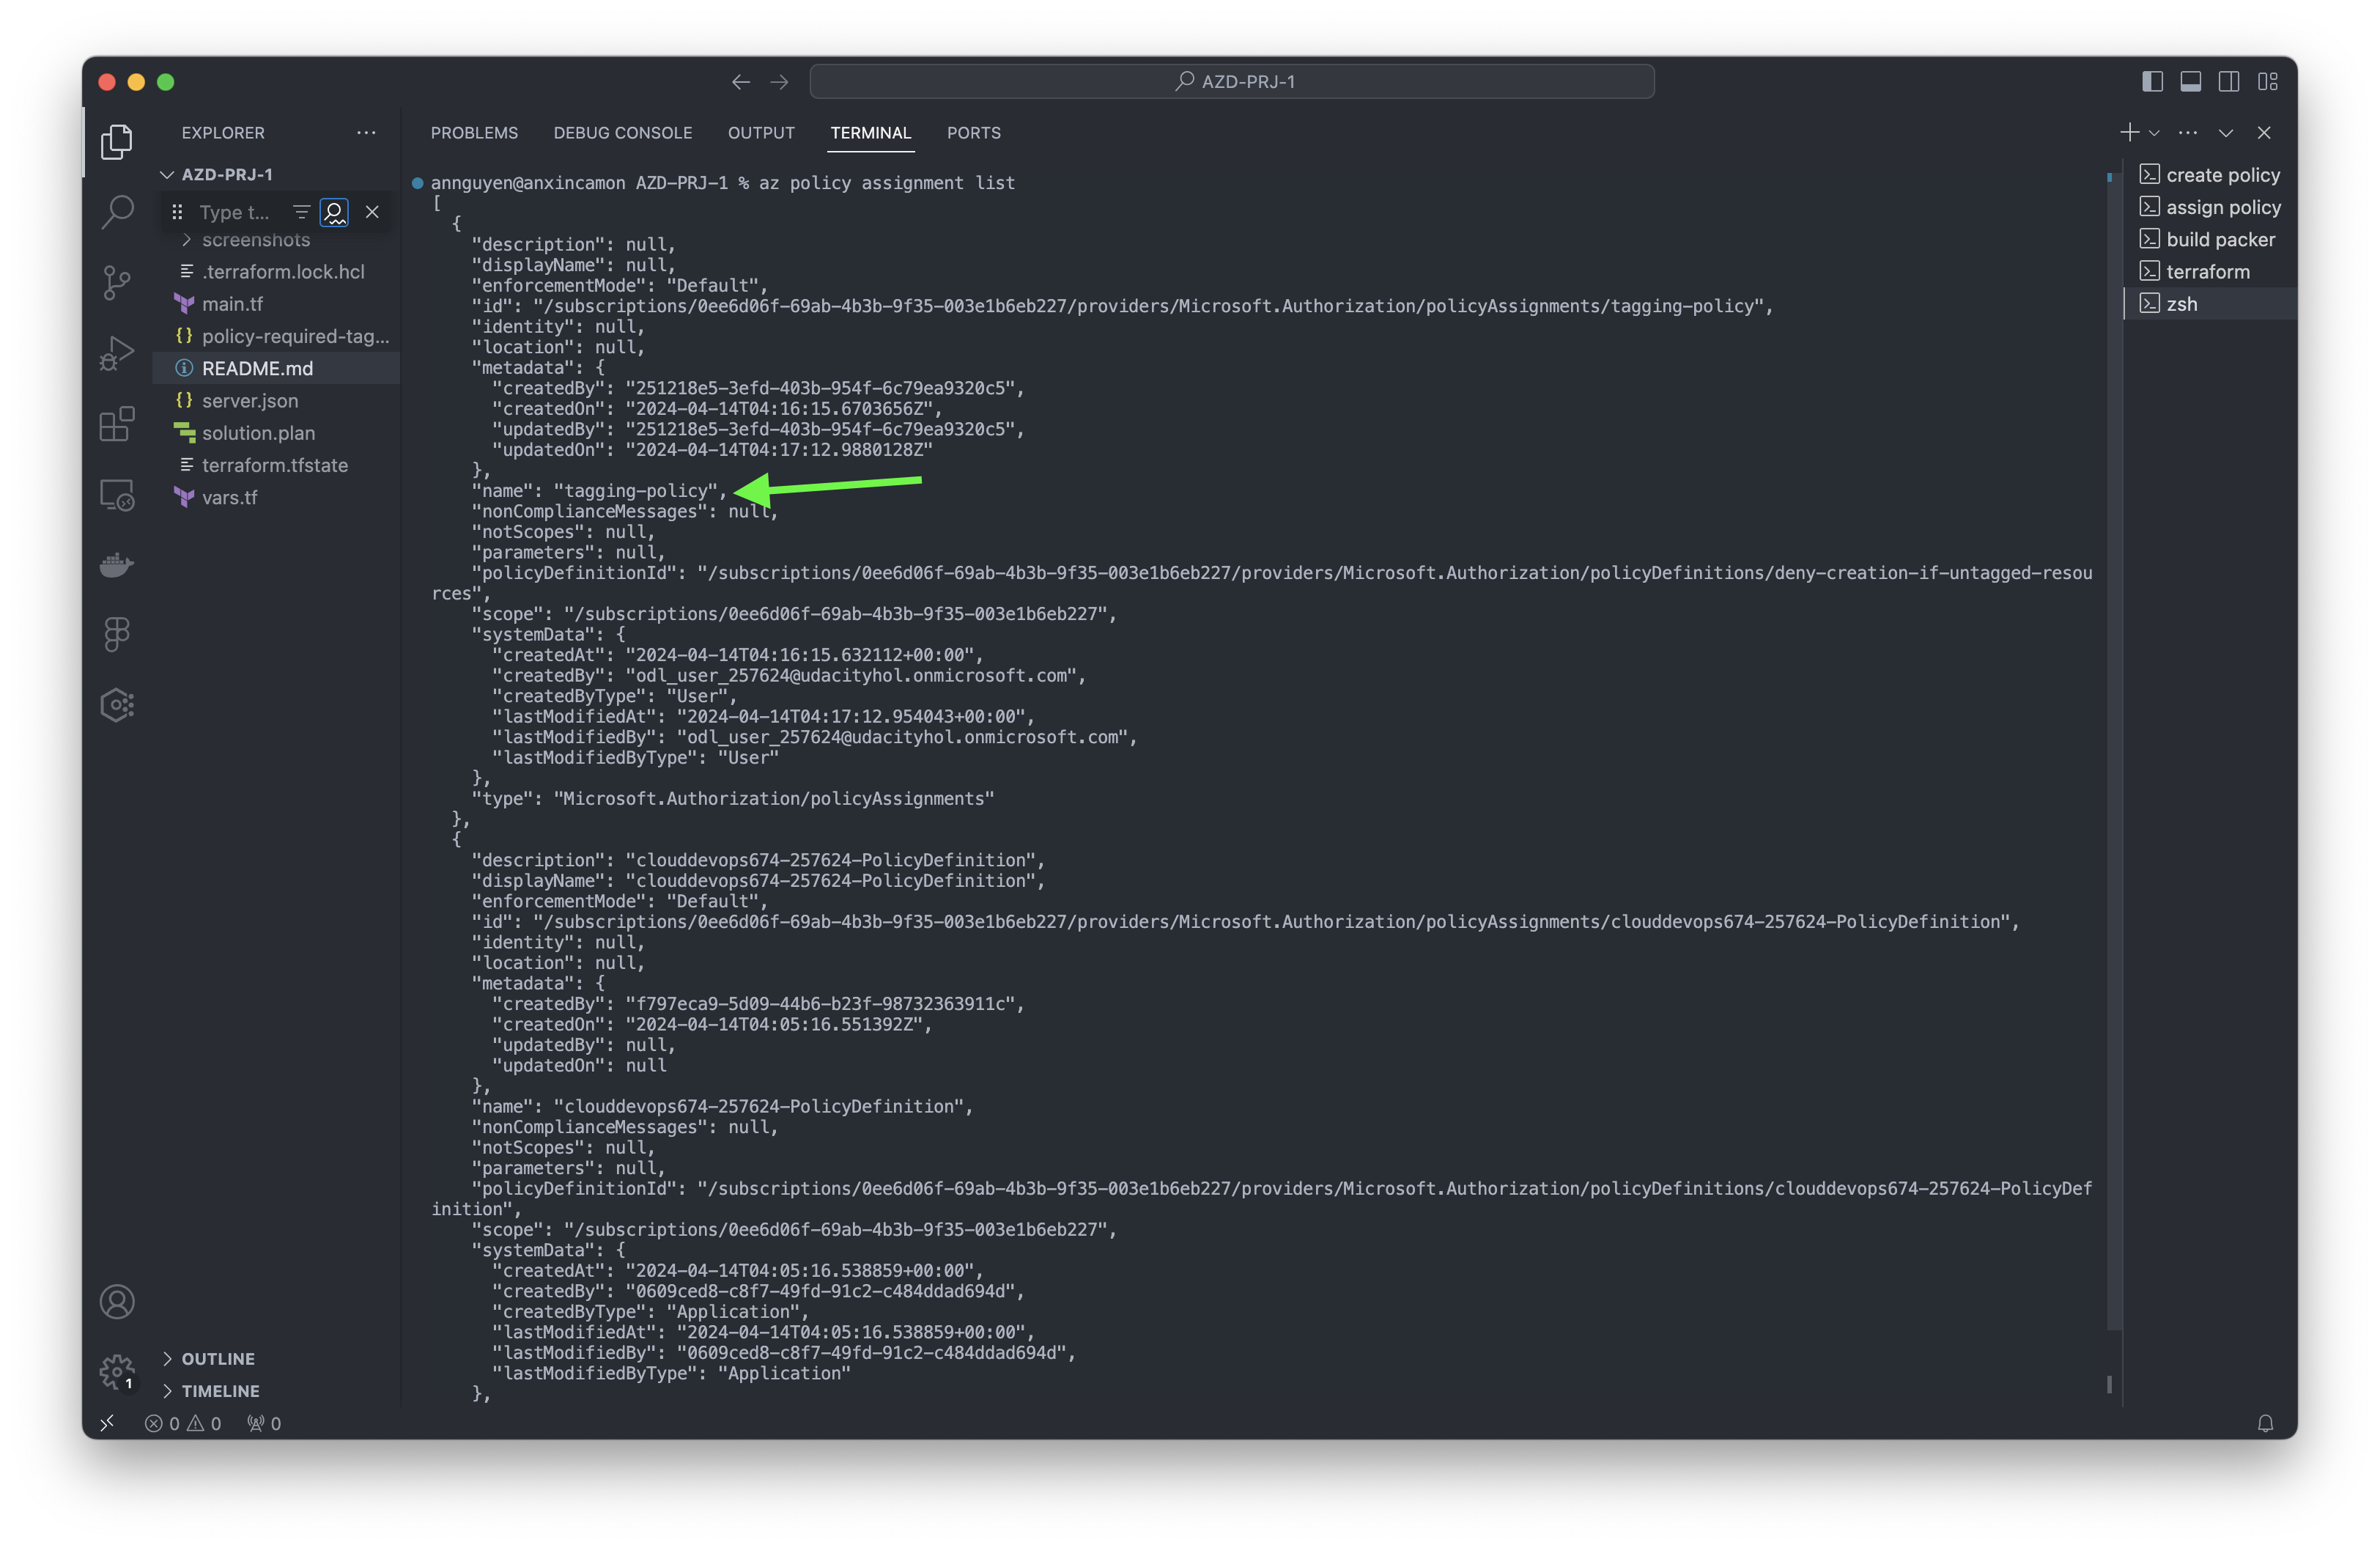 AZD-PRJ-1
EXPLORER
AZD-PRJ-1
Type t...
screenshots
.terraform.lock.hcl
main.tf
policy-required-tag...
README.md
server.json
solution.plan
terraform.tfstate
vars.tf
OUTLINE
TIMELINE
1
PROBLEMS DEBUG CONSOLE OUTPUT TERMINAL PORTS
annguyen@anxincamon AZD-PRJ-1 % az policy assignment list
[
{
"description": null,
"displayName": null,
"enforcementMode": "Default",
"id": "/subscriptions/0ee6d06f-69ab-4b3b-9f35-003e1b6eb227/providers/Microsoft.Authorization/policyAssignments/tagging-policy",
"identity": null,
"location": null,
"metadata": {
"createdBy": "251218e5-3efd-403b-954f-6c79ea9320c5",
"createdOn": "2024-04-14T04:16:15.6703656Z",
"updatedBy": "251218e5-3efd-403b-954f-6c79ea9320c5",
"updatedOn": "2024-04-14T04:17:12.9880128Z"
},
"name": "tagging-policy",
"nonComplianceMessages": null,
"notScopes": null,
"parameters": null,
"policyDefinitionId": "/subscriptions/0ee6d06f-69ab-4b3b-9f35-003e1b6eb227/providers/Microsoft.Authorization/policyDefinitions/deny-creation-if-untagged-resou
rces",
"scope": "/subscriptions/0ee6d06f-69ab-4b3b-9f35-003e1b6eb227",
"systemData": {
"createdAt": "2024-04-14T04:16:15.632112+00:00",
"createdBy": "odl_user_257624@udacityhol.onmicrosoft.com",
"createdByType": "User",
"lastModifiedAt": "2024-04-14T04:17:12.954043+00:00",
"lastModifiedBy": "odl_user_257624@udacityhol.onmicrosoft.com",
"lastModifiedByType": "User"
},
"type": "Microsoft.Authorization/policyAssignments"
},
{
"description": "clouddevops674-257624-PolicyDefinition",
"displayName": "clouddevops674-257624-PolicyDefinition",
"enforcementMode": "Default",
"id": "/subscriptions/0ee6d06f-69ab-4b3b-9f35-003e1b6eb227/providers/Microsoft.Authorization/policyAssignments/clouddevops674-257624-PolicyDefinition",
"identity": null,
"location": null,
"metadata": {
"createdBy": "f797eca9-5d09-44b6-b23f-98732363911c",
"createdOn": "2024-04-14T04:05:16.551392Z",
"updatedBy": null,
"updatedOn": null
},
"name": "clouddevops674-257624-PolicyDefinition",
"nonComplianceMessages": null,
"notScopes": null,
"parameters": null,
"policyDefinitionId": "/subscriptions/0ee6d06f-69ab-4b3b-9f35-003e1b6eb227/providers/Microsoft.Authorization/policyDefinitions/clouddevops674-257624-PolicyDef
inition",
"scope": "/subscriptions/0ee6d06f-69ab-4b3b-9f35-003e1b6eb227",
"systemData": {
"createdAt": "2024-04-14T04:05:16.538859+00:00",
"createdBy": "0609ced8-c8f7-49fd-91c2-c484ddad694d",
"createdByType": "Application",
"lastModifiedAt": "2024-04-14T04:05:16.538859+00:00",
"lastModifiedBy": "0609ced8-c8f7-49fd-91c2-c484ddad694d",
"lastModifiedByType": "Application"
},
create policy
assign policy
build packer
terraform
zsh
0 0 0